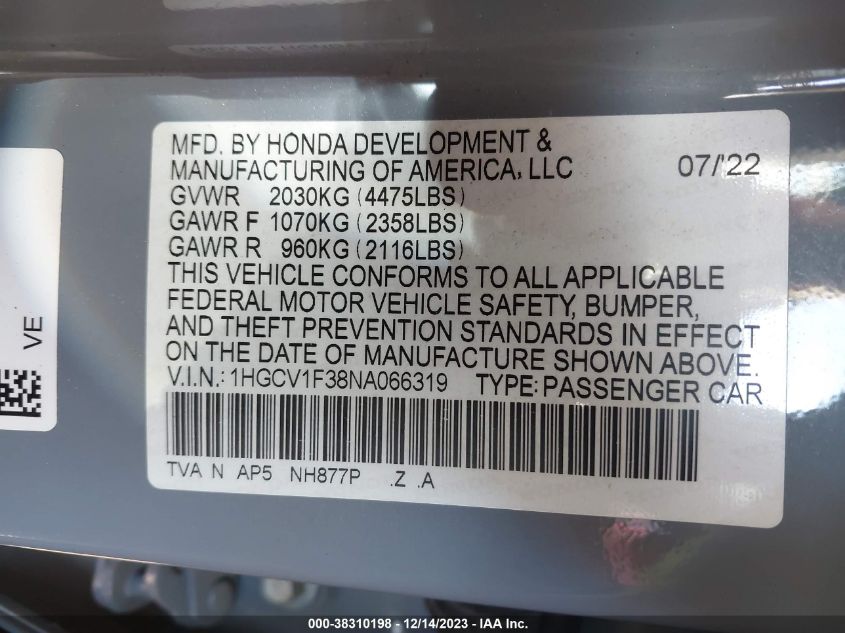 MFD. BY HONDA DEVELOPMENT &
MANUFACTURING OF AMERICA, LLC 07/'22
GVWR 2030KG (4475LBS)
GAWR F 1070KG (2358LBS)
GAWR R 960KG (2116LBS)
THIS VEHICLE CONFORMS TO ALL APPLICABLE
FEDERAL MOTOR VEHICLE SAFETY, BUMPER,
AND THEFT PREVENTION STANDARDS IN EFFECT
ON THE DATE OF MANUFACTURE SHOWN ABOVE.
V.I.N.: 1HGCV1F38NA066319 TYPE: PASSENGER CAR
TVA N AP5 NH877P .Z .A
VE
000-38310198 - 12/14/2023 - IAA Inc.